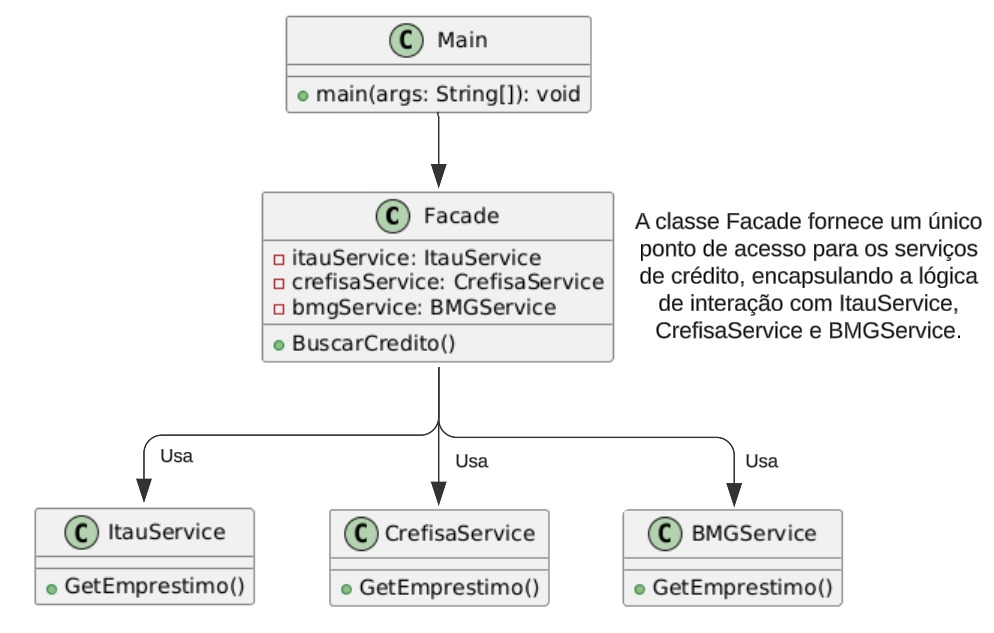 C Main
main(args: String[]): void
C Facade
itauService: ItauService
crefisaService: CrefisaService
bmgService: BMGService
BuscarCredito()
A classe Facade fornece um único
ponto de acesso para os serviços
de crédito, encapsulando a lógica
de interação com ItauService,
CrefisaService e BMGService.
Usa
Usa
Usa
C ItauService
GetEmprestimo()
C CrefisaService
GetEmprestimo()
C BMGService
GetEmprestimo()